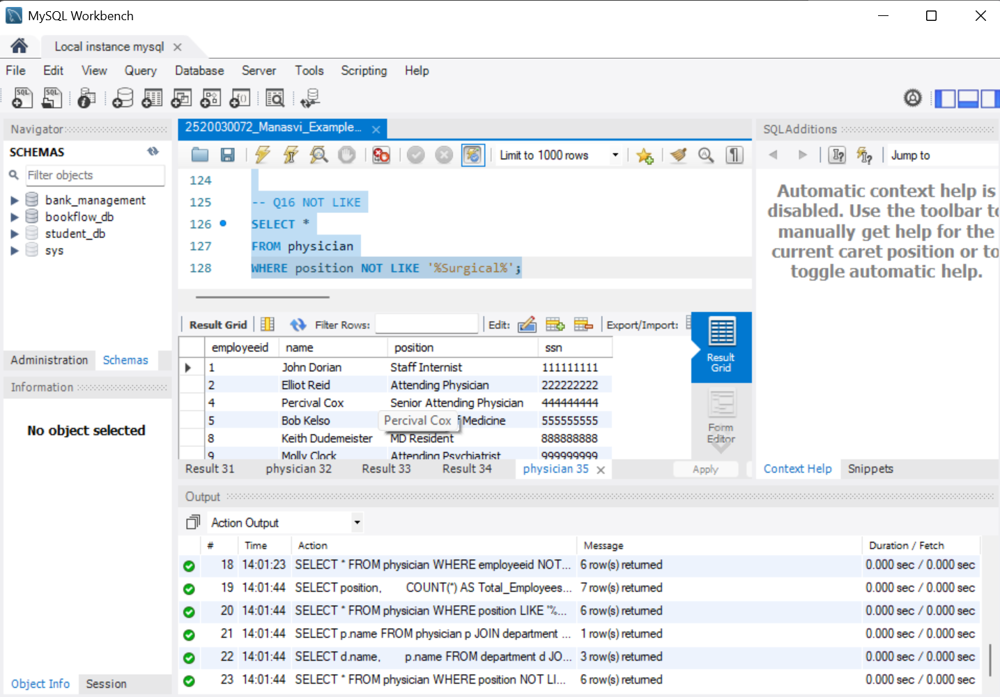 MySQL Workbench
Local instance mysql
File Edit View Query Database Server Tools Scripting Help
Navigator
SCHEMAS
Filter objects
bank_management
bookflow_db
student_db
sys
Administration Schemas
Information
No object selected
Object Info Session
2520030072_Manasvi_Example...
Limit to 1000 rows
124
125 -- Q16 NOT LIKE
126 SELECT *
127 FROM physician
128 WHERE position NOT LIKE '%Surgical%';
Result Grid Filter Rows: Edit: Export/Import:
employeeid name position ssn
1 John Dorian Staff Internist 111111111
2 Elliot Reid Attending Physician 222222222
4 Percival Cox Senior Attending Physician 444444444
5 Bob Kelso Medicine 555555555
Percival Cox
8 Keith Dudemeister MD Resident 888888888
9 Molly Clock Attending Psychiatrist 999999999
Result Grid
Form Editor
Result 31 physician 32 Result 33 Result 34 physician 35
Apply
SQLAdditions
Jump to
Automatic context help is
disabled. Use the toolbar to
manually get help for the
current caret position or to
toggle automatic help.
Context Help Snippets
Output
Action Output
# Time Action Message Duration / Fetch
18 14:01:23 SELECT * FROM physician WHERE employeeid NOT... 6 row(s) returned 0.000 sec / 0.000 sec
19 14:01:44 SELECT position, COUNT(*) AS Total_Employees... 7 row(s) returned 0.000 sec / 0.000 sec
20 14:01:44 SELECT * FROM physician WHERE position LIKE '%... 6 row(s) returned 0.000 sec / 0.000 sec
21 14:01:44 SELECT p.name FROM physician p JOIN department ... 1 row(s) returned 0.000 sec / 0.000 sec
22 14:01:44 SELECT d.name, p.name FROM department d JO... 3 row(s) returned 0.000 sec / 0.000 sec
23 14:01:44 SELECT * FROM physician WHERE position NOT LI... 6 row(s) returned 0.000 sec / 0.000 sec